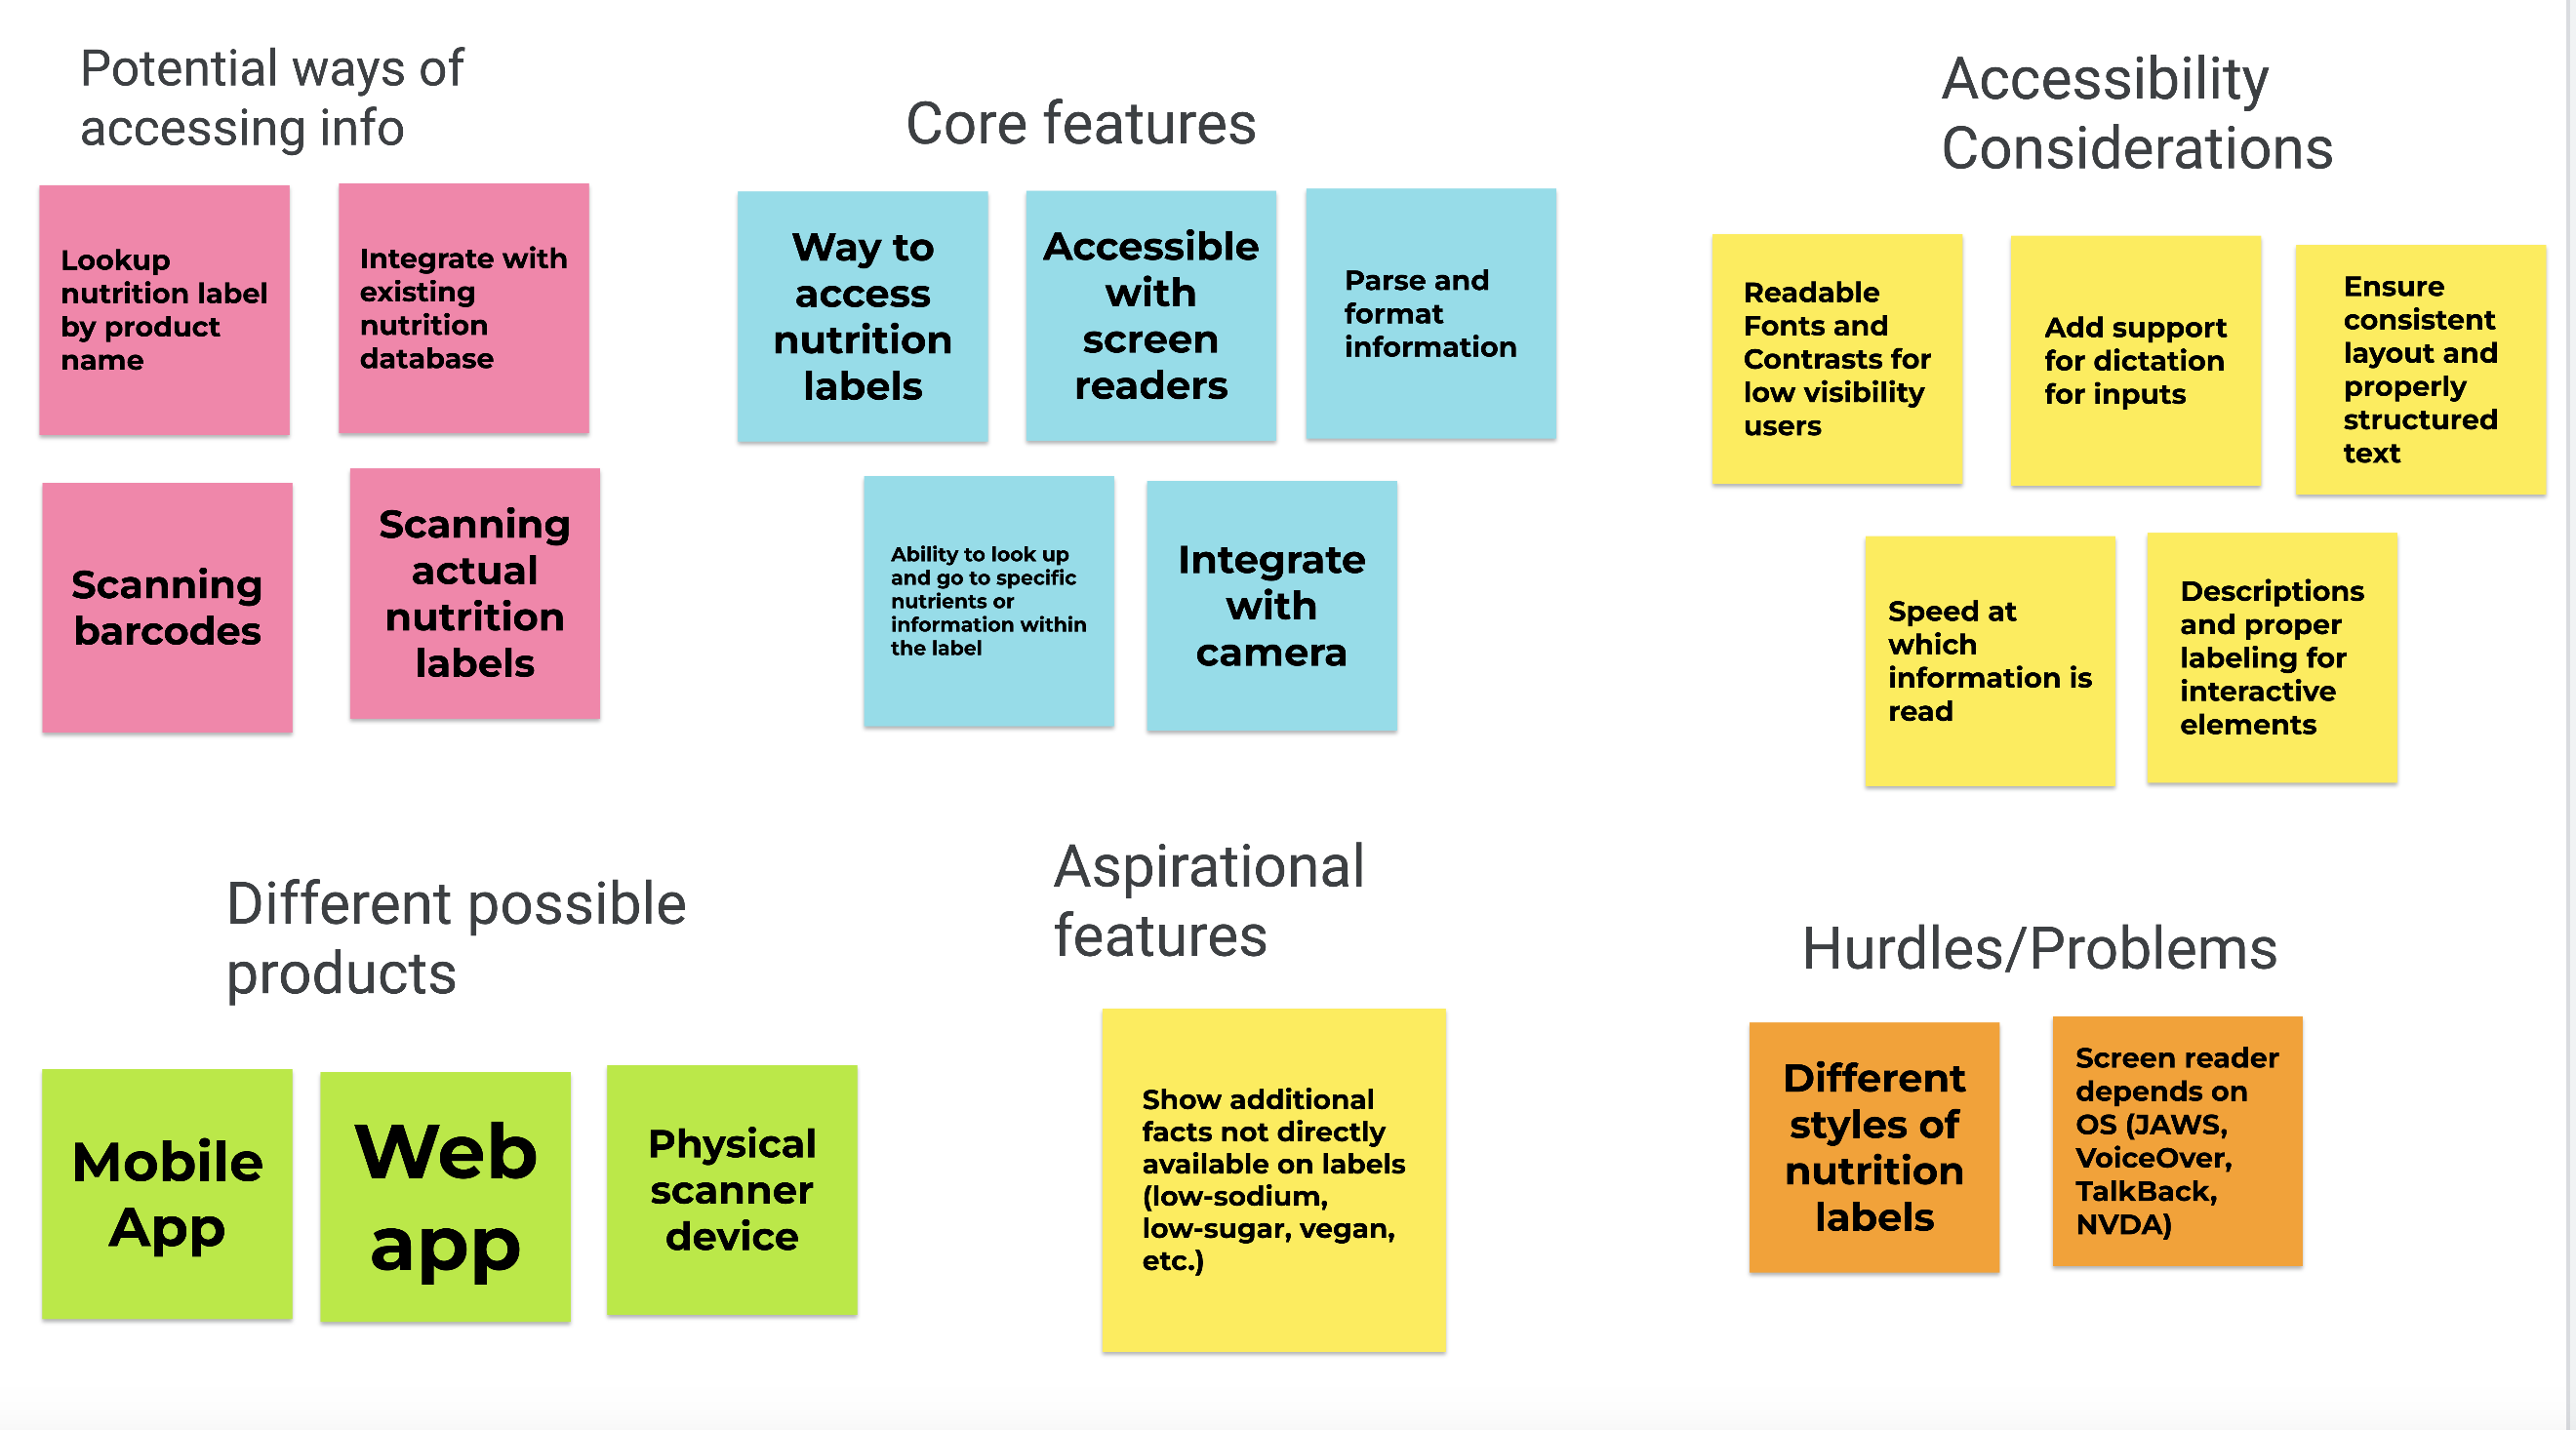 Potential ways of
accessing info
Lookup
nutrition label
by product
name
Integrate with
existing
nutrition
database
Scanning
barcodes
Scanning
actual
nutrition
labels
Core features
Way to
access
nutrition
labels
Accessible
with
screen
readers
Parse and
format
information
Ability to look up
and go to specific
nutrients or
information within
the label
Integrate
with
camera
Accessibility
Considerations
Readable
Fonts and
Contrasts for
low visibility
users
Add support
for dictation
for inputs
Ensure
consistent
layout and
properly
structured
text
Speed at
which
information is
read
Descriptions
and proper
labeling for
interactive
elements
Different possible
products
Mobile
App
Web
app
Physical
scanner
device
Aspirational
features
Show additional
facts not directly
available on labels
(low-sodium,
low-sugar, vegan,
etc.)
Hurdles/Problems
Different
styles of
nutrition
labels
Screen reader
depends on
OS (JAWS,
VoiceOver,
TalkBack,
NVDA)